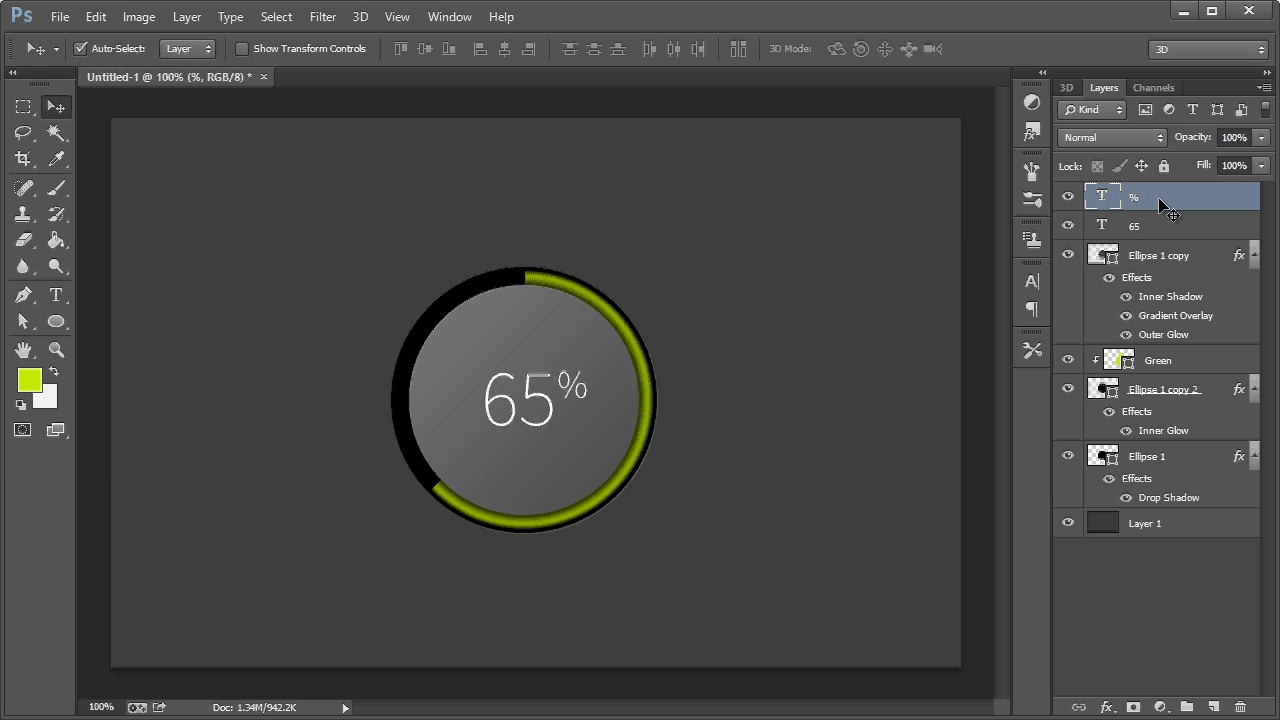 Ps File Edit Image Layer Type Select Filter 3D View Window Help
Auto-Select: Layer Show Transform Controls 3D Mode: 3D
Untitled-1 @ 100% (%, RGB/8) * ×
3D Layers Channels
Kind T
Normal Opacity: 100%
Lock: Fill: 100%
T %
T 65
Ellipse 1 copy fx
Effects
Inner Shadow
Gradient Overlay
Outer Glow
Green
Ellipse 1 copy 2 fx
Effects
Inner Glow
Ellipse 1 fx
Effects
Drop Shadow
Layer 1
65%
100% Doc: 1.34M/942.2K